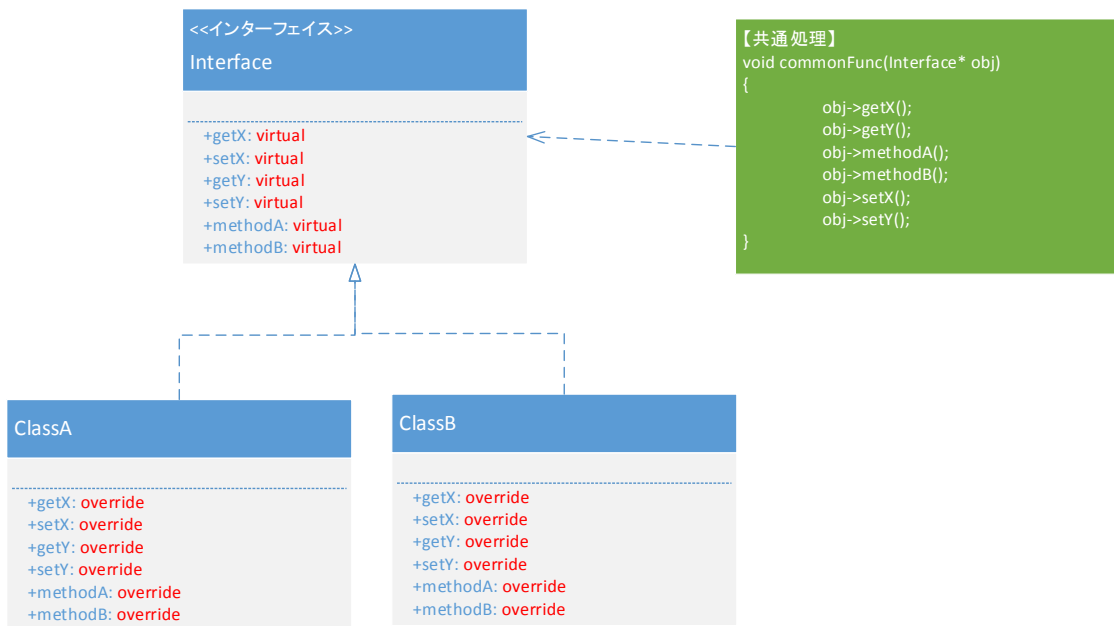 <<インターフェイス>>
Interface
+getX: virtual
+setX: virtual
+getY: virtual
+setY: virtual
+methodA: virtual
+methodB: virtual
【共通処理】
void commonFunc(Interface* obj)
{
obj->getX();
obj->getY();
obj->methodA();
obj->methodB();
obj->setX();
obj->setY();
}
ClassA
+getX: override
+setX: override
+getY: override
+setY: override
+methodA: override
+methodB: override
ClassB
+getX: override
+setX: override
+getY: override
+setY: override
+methodA: override
+methodB: override